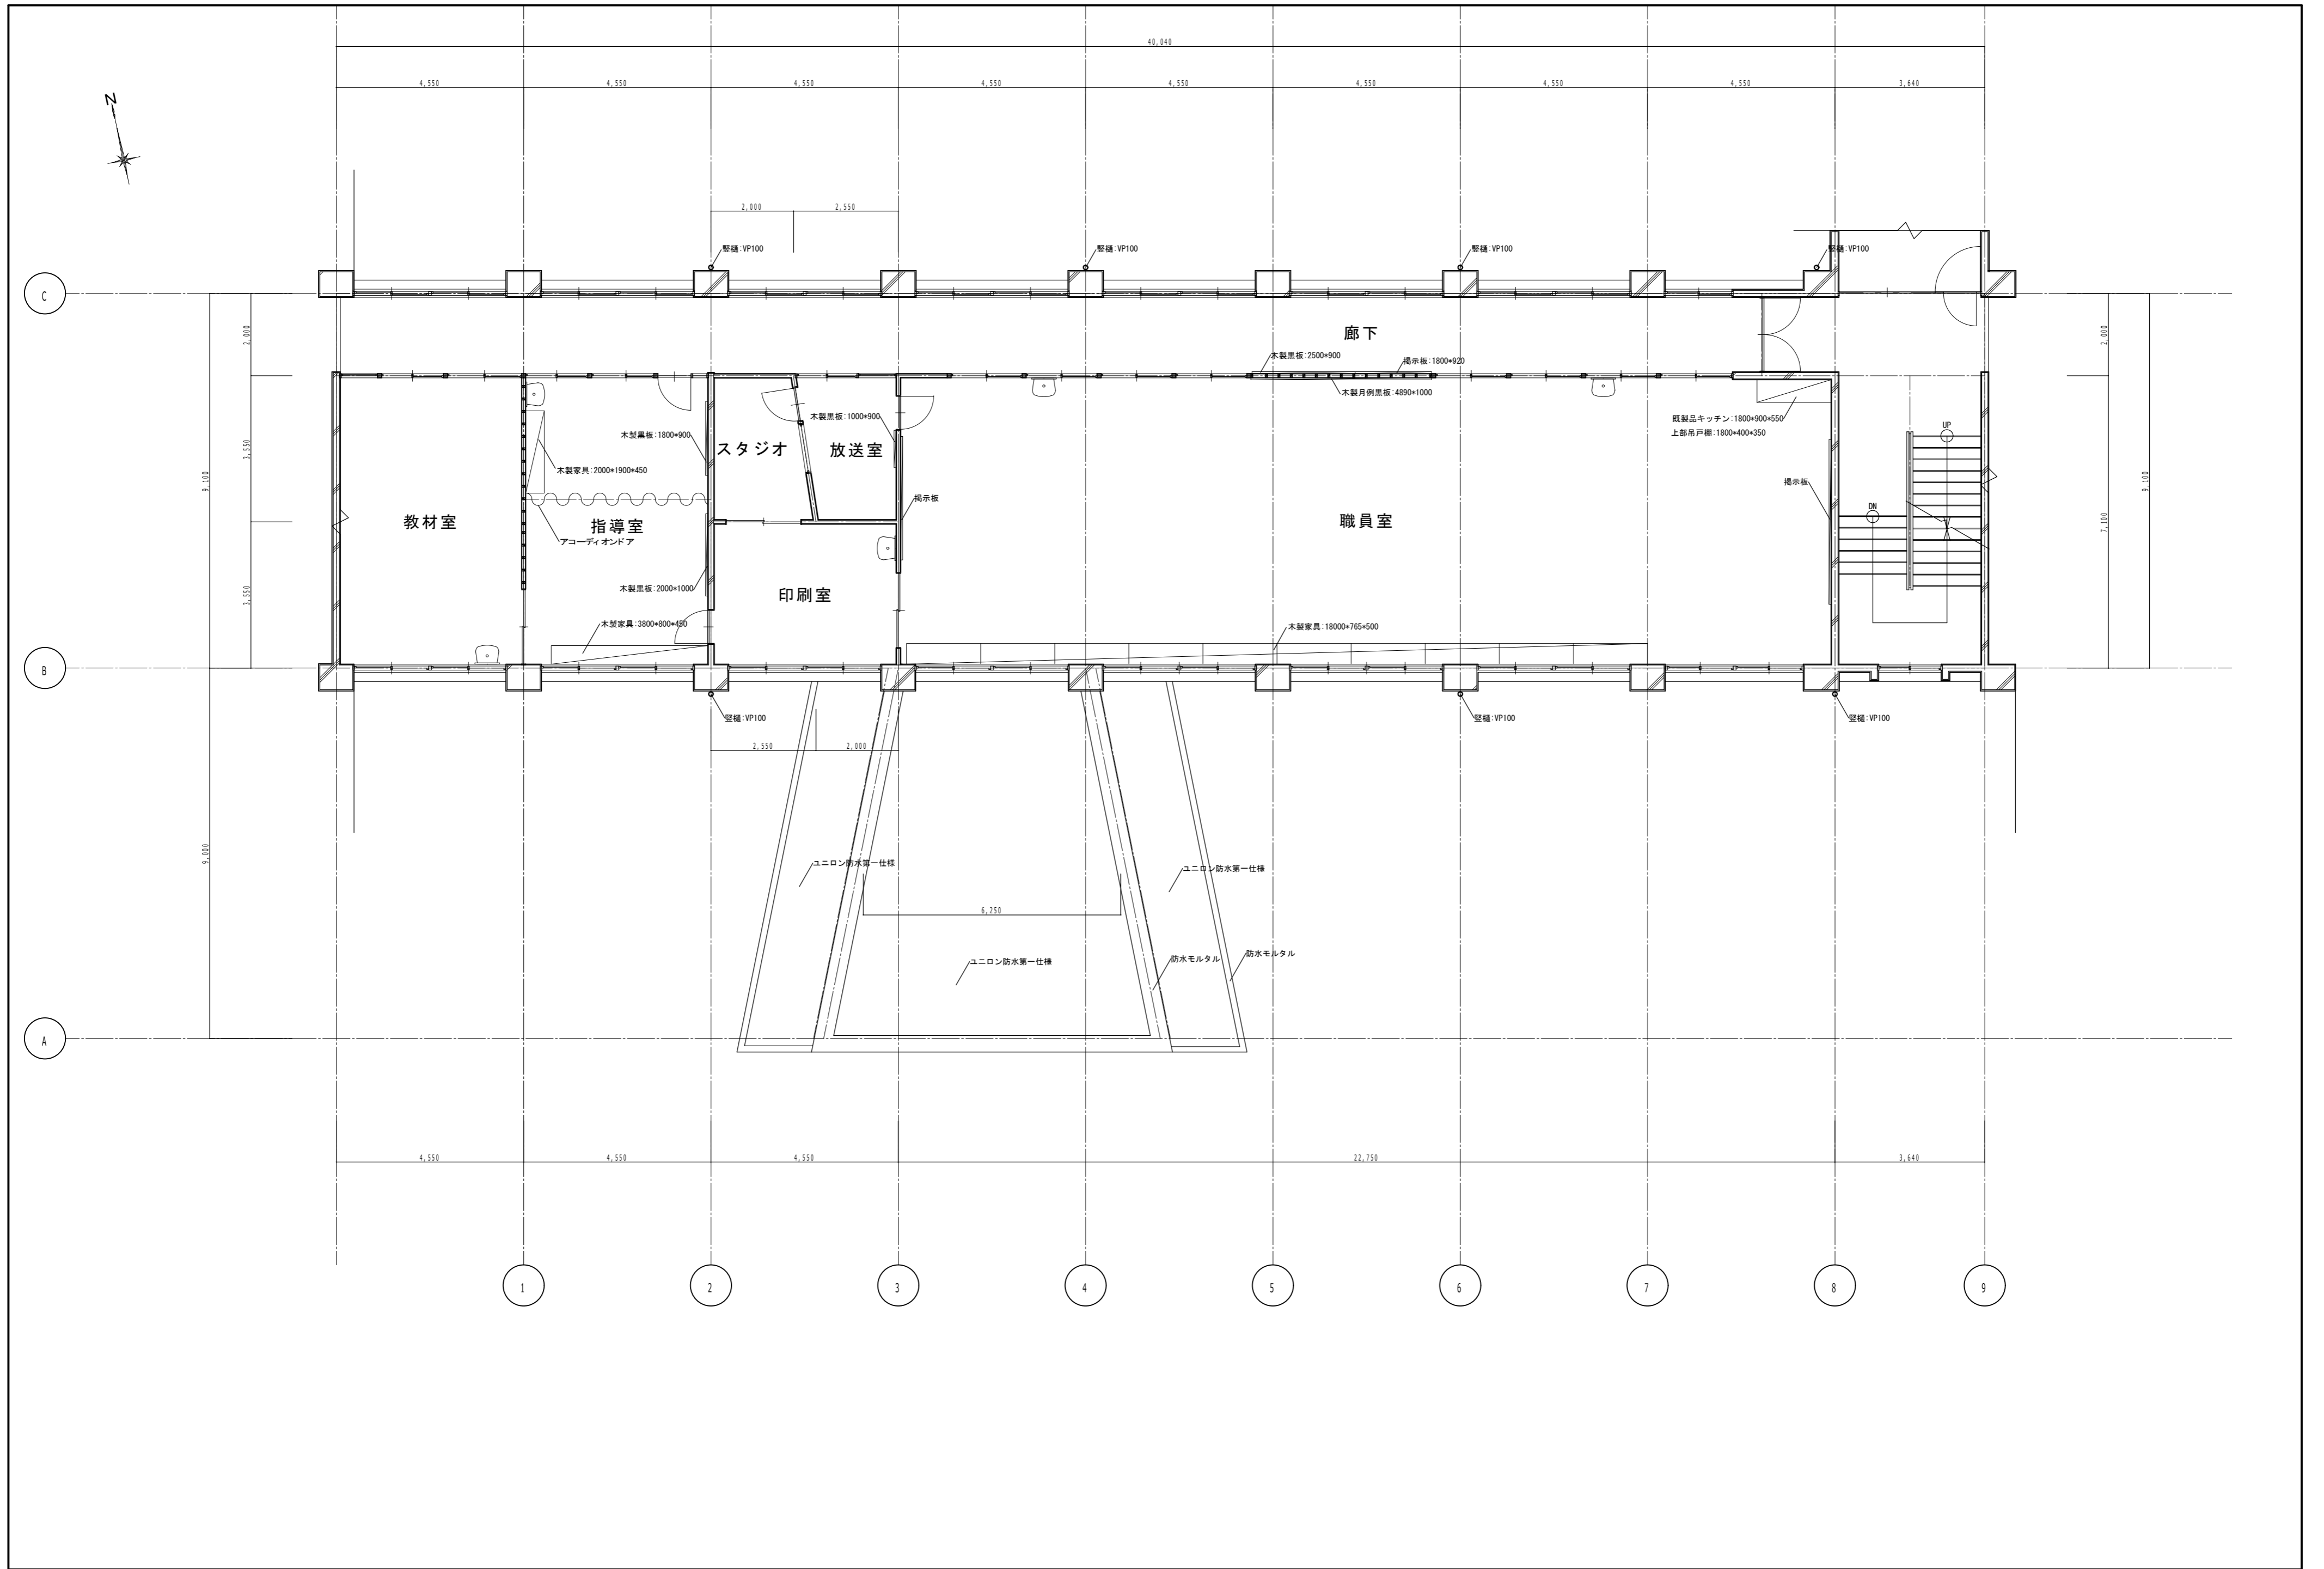 40,040
4,550
4,550
4,550
4,550
4,550
4,550
4,550
4,550
3,640
N
2,000
2,550
竪樋:VP100
竪樋:VP100
竪樋:VP100
竪樋:VP100
C
2,000
廊下
2,000
木製黒板:2500*900
掲示板:1800*920
木製月例黒板:4890*1000
木製黒板:1000*900
既製品キッチン:1800*900*550
上部吊戸棚:1800*400*350
UP
木製黒板:1800*900
スタジオ
放送室
3,550
9,100
9,100
木製家具:2000*1900*450
掲示板
掲示板
DN
教材室
指導室
職員室
7,100
アコーディオンドア
木製黒板:2000*1000
印刷室
3,550
木製家具:3800*800*450
木製家具:18000*765*500
B
竪樋:VP100
竪樋:VP100
竪樋:VP100
2,550
2,000
9,000
ユニロン防水第一仕様
ユニロン防水第一仕様
6,250
ユニロン防水第一仕様
防水モルタル
防水モルタル
A
4,550
4,550
4,550
22,750
3,640
1
2
3
4
5
6
7
8
9